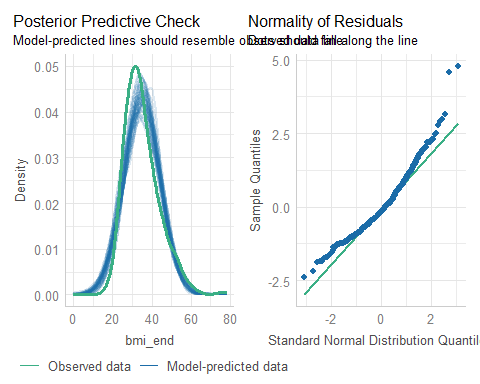 Posterior Predictive Check
Model-predicted lines should resemble observed data line
Density
0.05
0.04
0.03
0.02
0.01
0.00
0
20
40
60
80
bmi_end
Observed data
Model-predicted data
Normality of Residuals
Dots should fall along the line
Sample Quantiles
5.0
2.5
0.0
-2.5
-2
0
2
Standard Normal Distribution Quantil